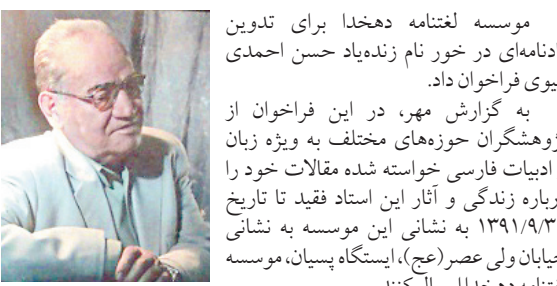 موسسه لغتنامه دهخدا برای تدوین
ادنامه‌ای در خور نام زنده‌یاد حسن احمدی
یوی فراخوان داد.
به گزارش مهر، در این فراخوان از
ژوهشگران حوزه‌های مختلف به ویژه زبان
ادبیات فارسی خواسته شده مقالات خود را
رباره زندگی و آثار این استاد فقید تا تاریخ
۱۳۹۱/۹/۳ به نشانی این موسسه به نشانی
خیابان ولی عصر(عج)، ایستگاه پسیان، موسسه